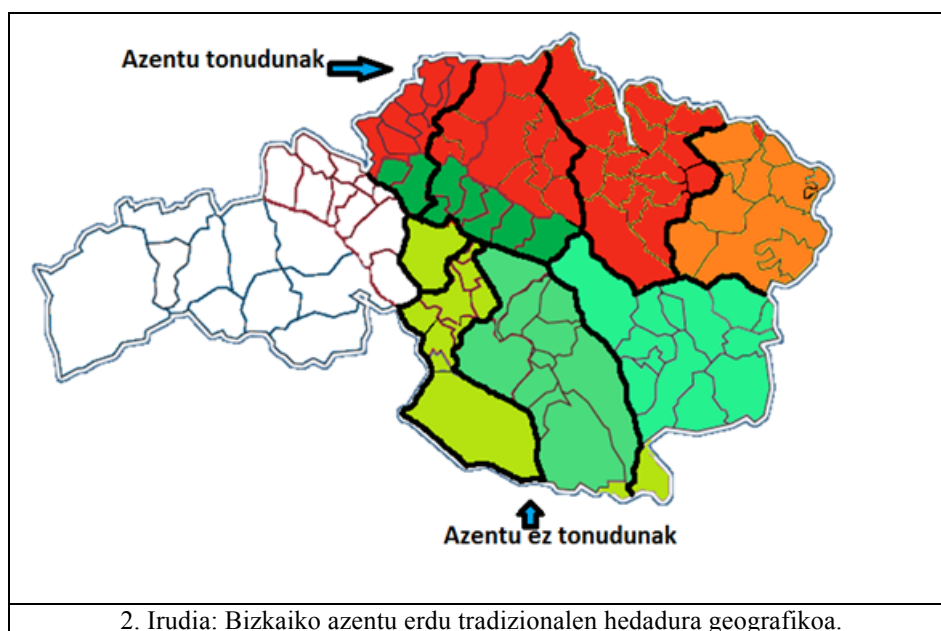 Azentu tonudunak
Azentu ez tonudunak
2. Irudia: Bizkaiko azentu erdu tradizionalen hedadura geografikoa.